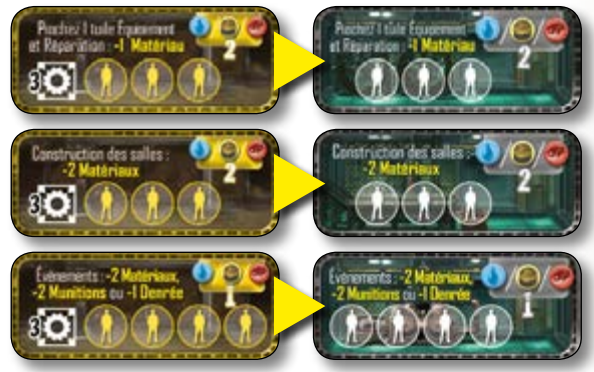 Piochez 1 tuile Équipement
et Réparation : -1 Matériau
2
3
Piochez 1 tuile Équipement
et Réparation : -1 Matériau
2
Construction des salles :
-2 Matériaux
2
3
Construction des salles :
-2 Matériaux
2
Événements : -2 Matériaux,
-2 Munitions ou -1 Denrée
1
3
Événements : -2 Matériaux,
-2 Munitions ou -1 Denrée
1